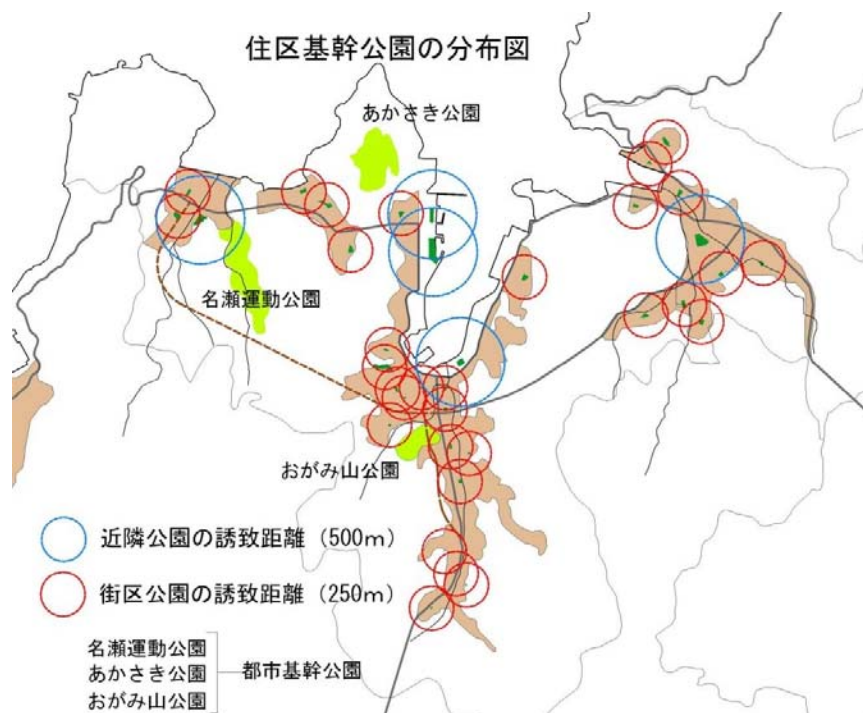 住区基幹公園の分布図
あかさき公園
名瀬運動公園
おがみ山公園
近隣公園の誘致距離（500ｍ）
街区公園の誘致距離（250ｍ）
名瀬運動公園
あかさき公園
おがみ山公園
都市基幹公園